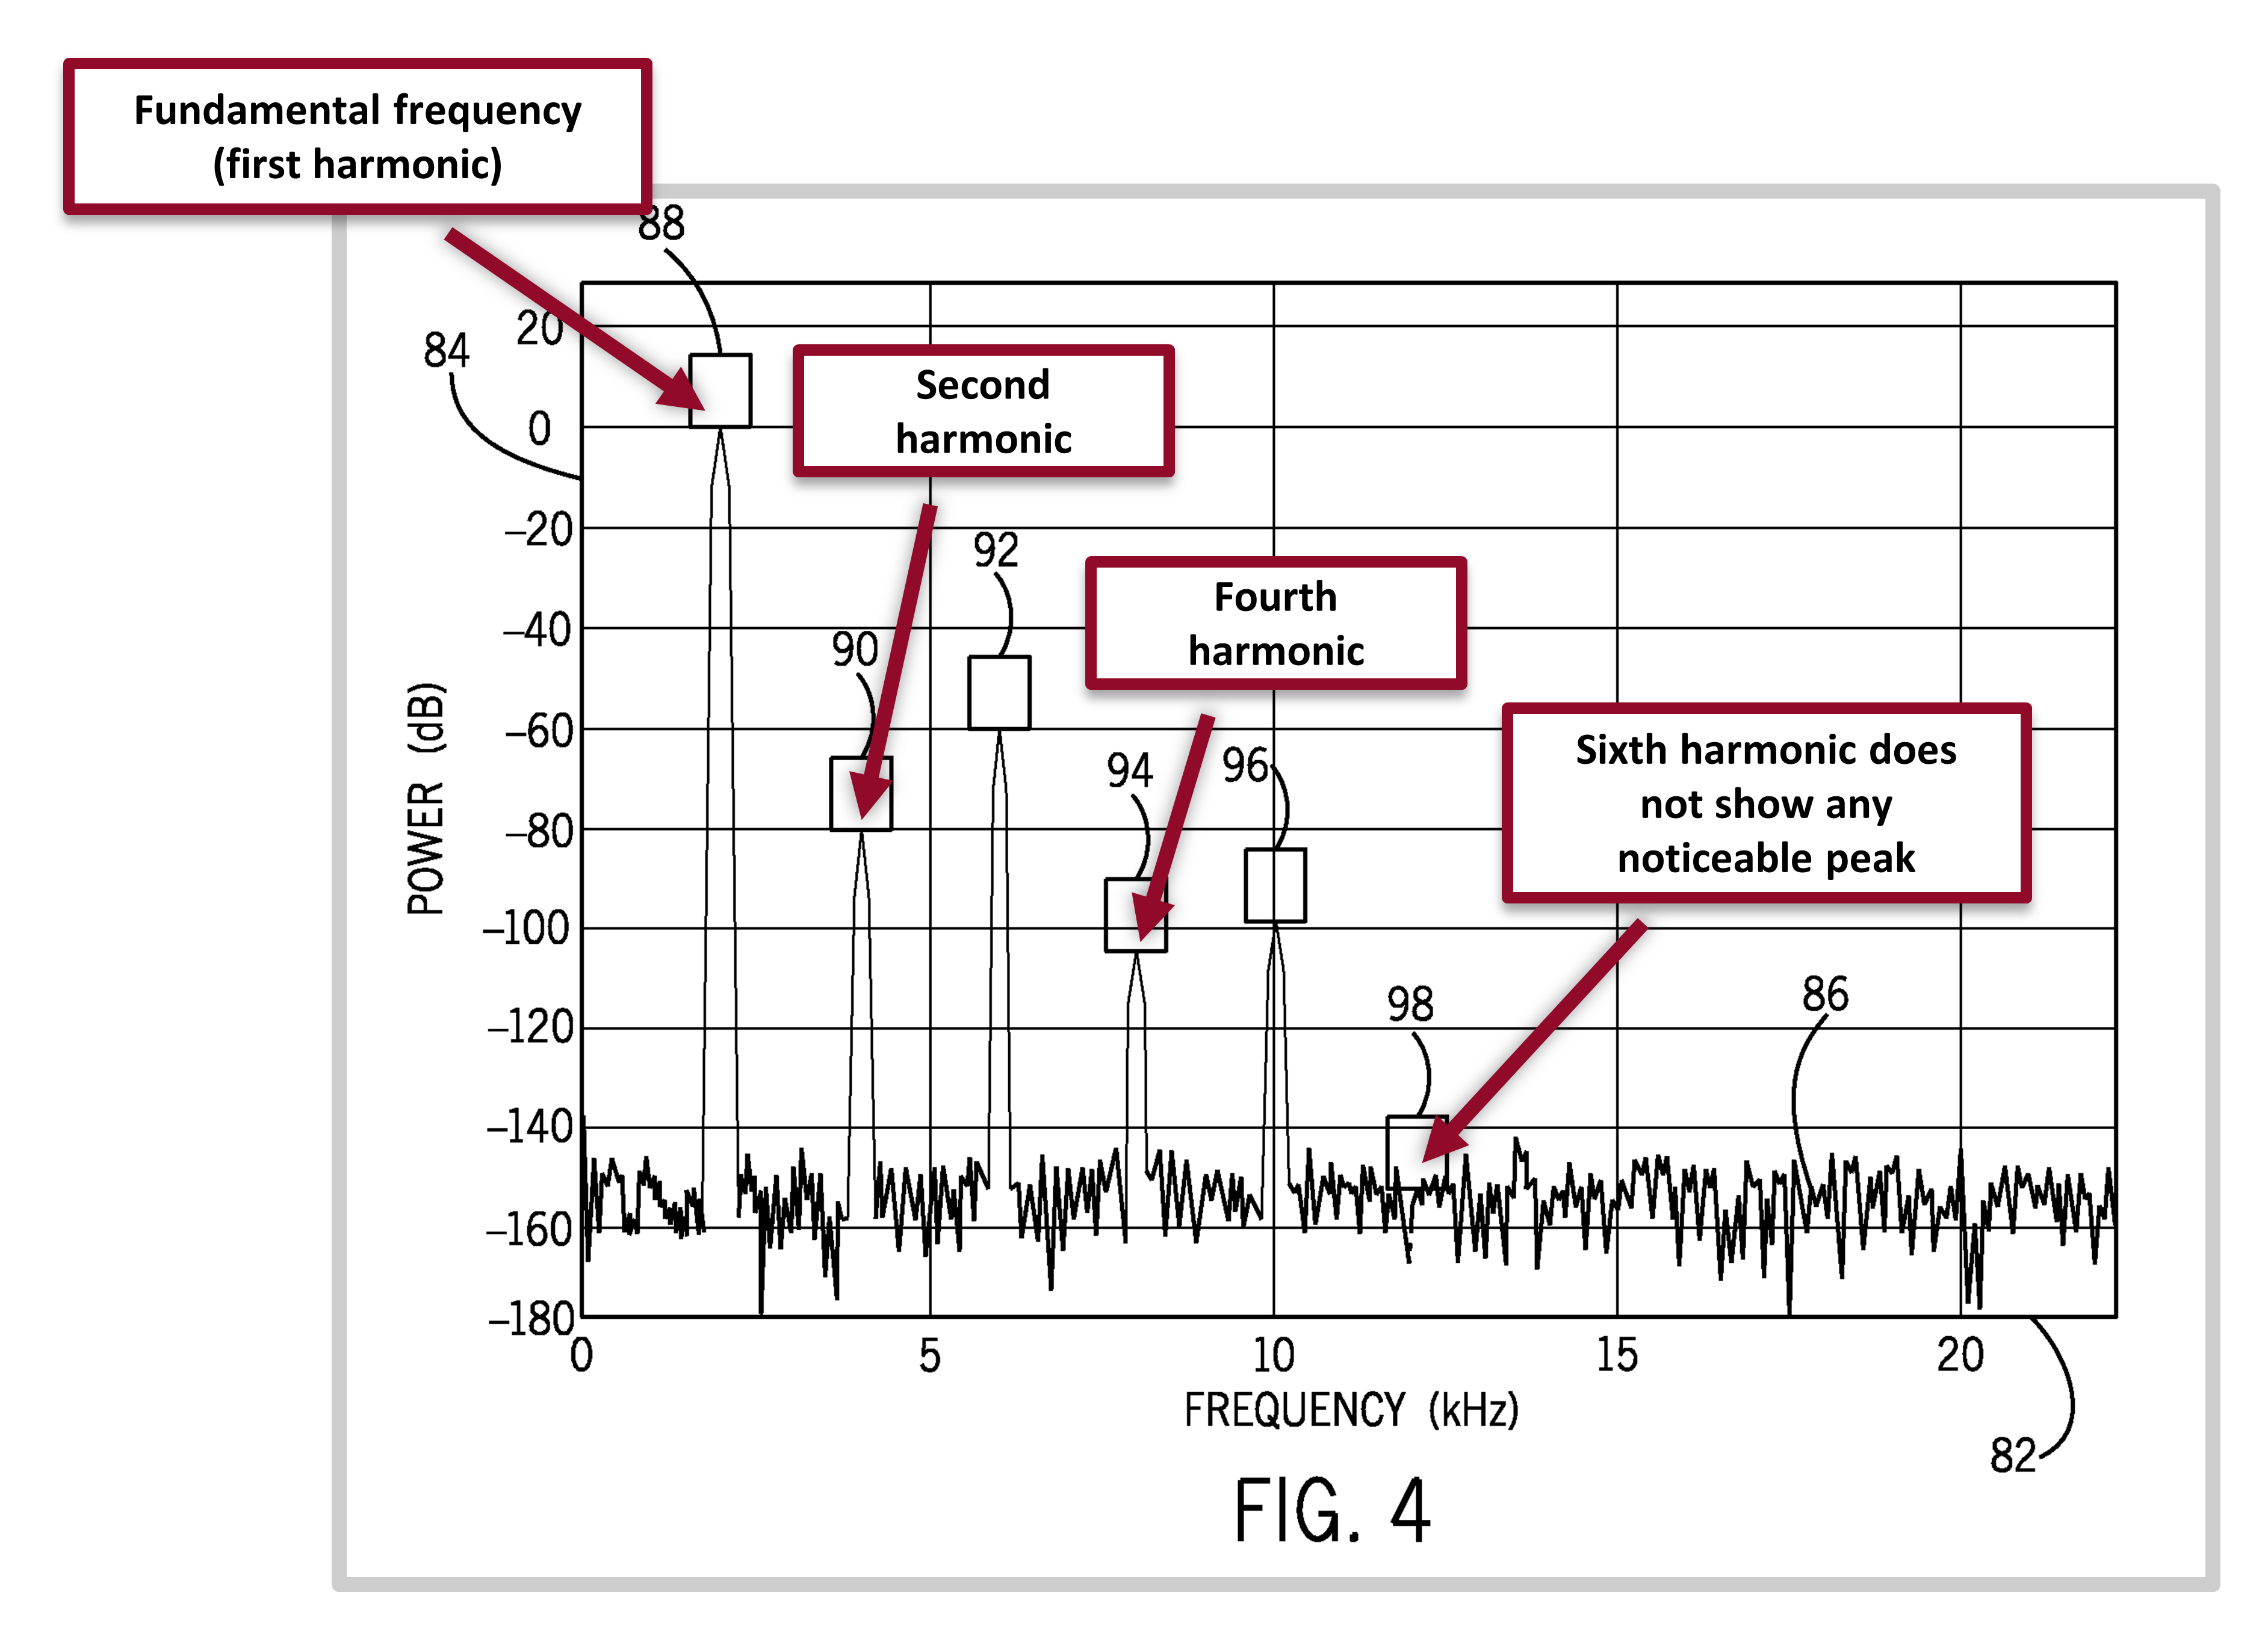 Fundamental frequency
(first harmonic)
88
84
20
Second
harmonic
0
–20
92
Fourth
harmonic
–40
90
–60
Sixth harmonic does
not show any
noticeable peak
94
96
POWER (dB)
–80
–100
98
86
–120
–140
–160
–180
0
5
10
15
20
FREQUENCY (kHz)
82
FIG. 4